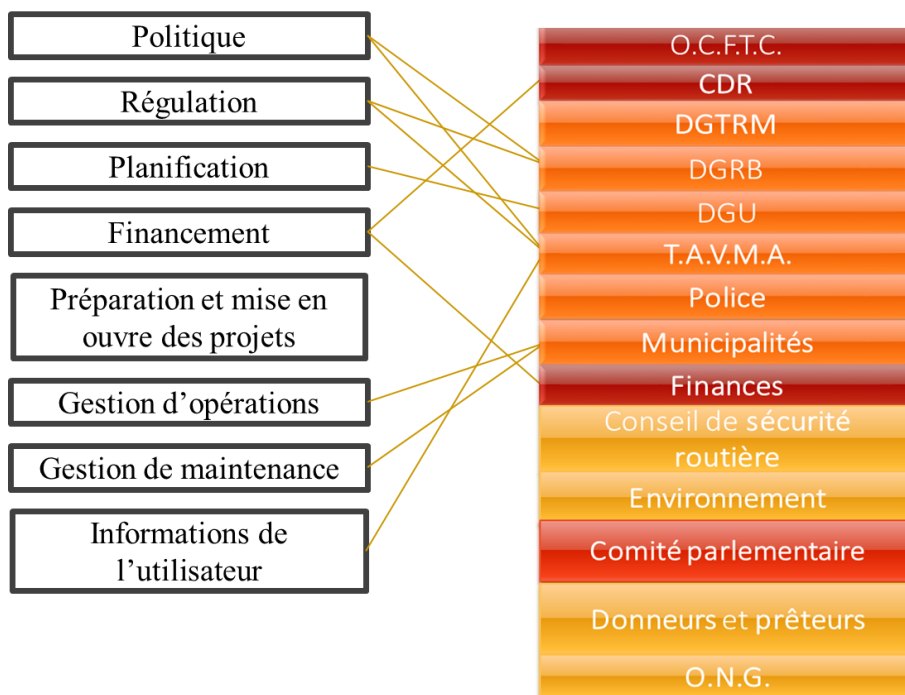 Politique
Régulation
Planification
Financement
Préparation et mise en
ouvre des projets
Gestion d’opérations
Gestion de maintenance
Informations de
l’utilisateur
O.C.F.T.C.
CDR
DGTRM
DGRB
DGU
T.A.V.M.A.
Police
Municipalités
Finances
Conseil de sécurité
routière
Environnement
Comité parlementaire
Donneurs et prêteurs
O.N.G.